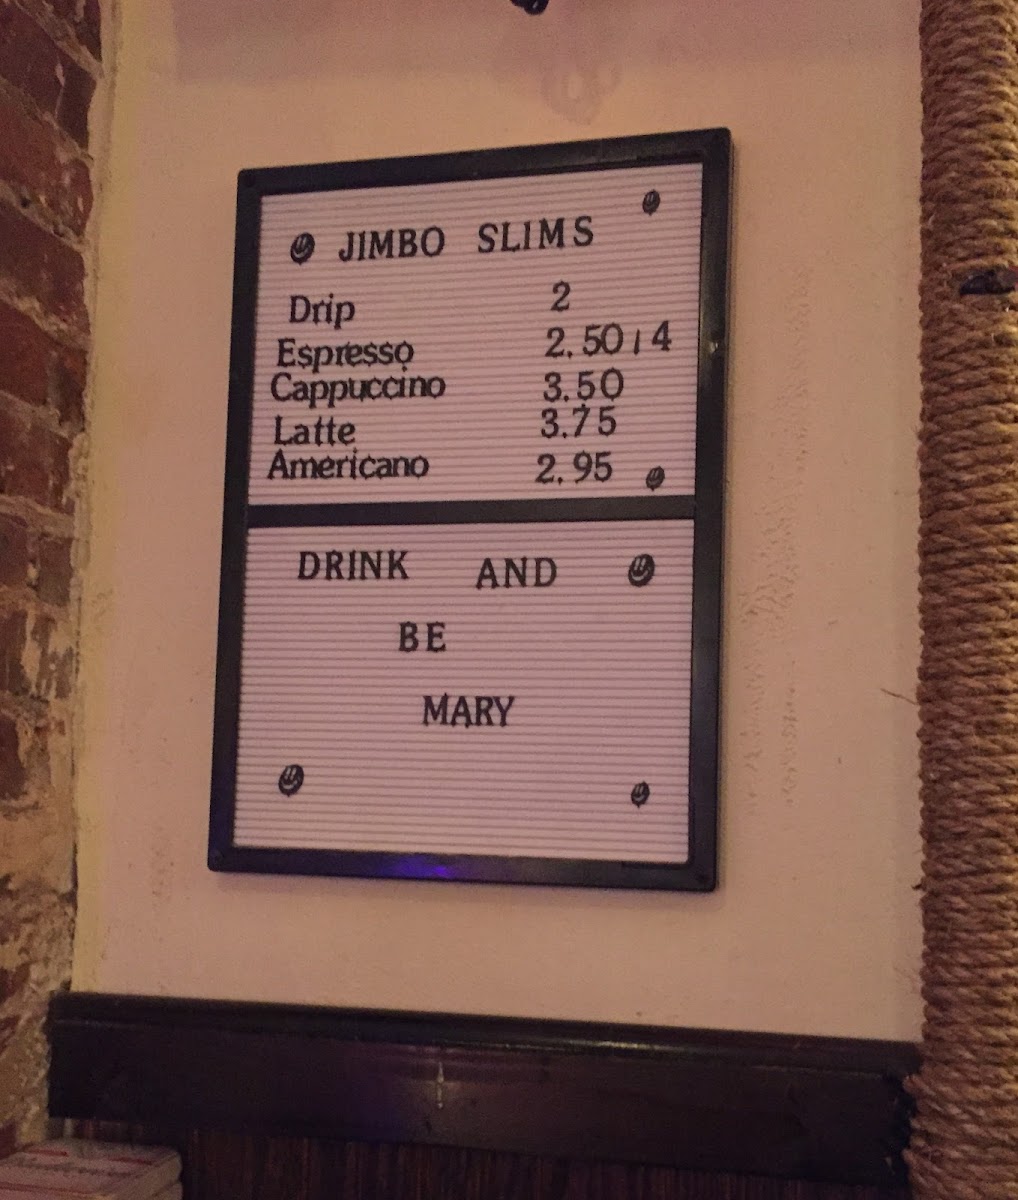 JIMBO SLIMS
Drip 2
Espresso 2.50 / 4
Cappuccino 3.50
Latte 3.75
Americano 2.95
DRINK AND
BE
MARY